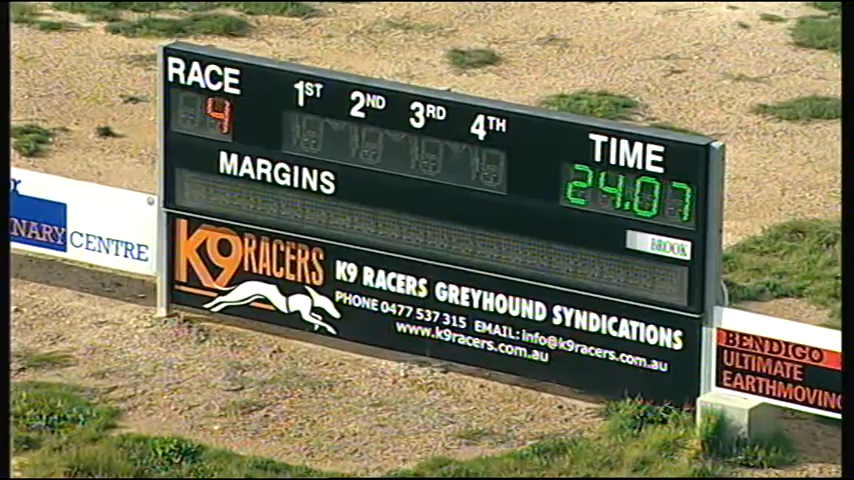 RACE 1ST 2ND 3RD 4TH TIME
4 24.07
MARGINS
BROOK
NARY CENTRE
K9 RACERS
K9 RACERS GREYHOUND SYNDICATIONS
PHONE 0477 537 315 EMAIL: info@k9racers.com.au
www.k9racers.com.au
BENDIGO
ULTIMATE
EARTHMOVING